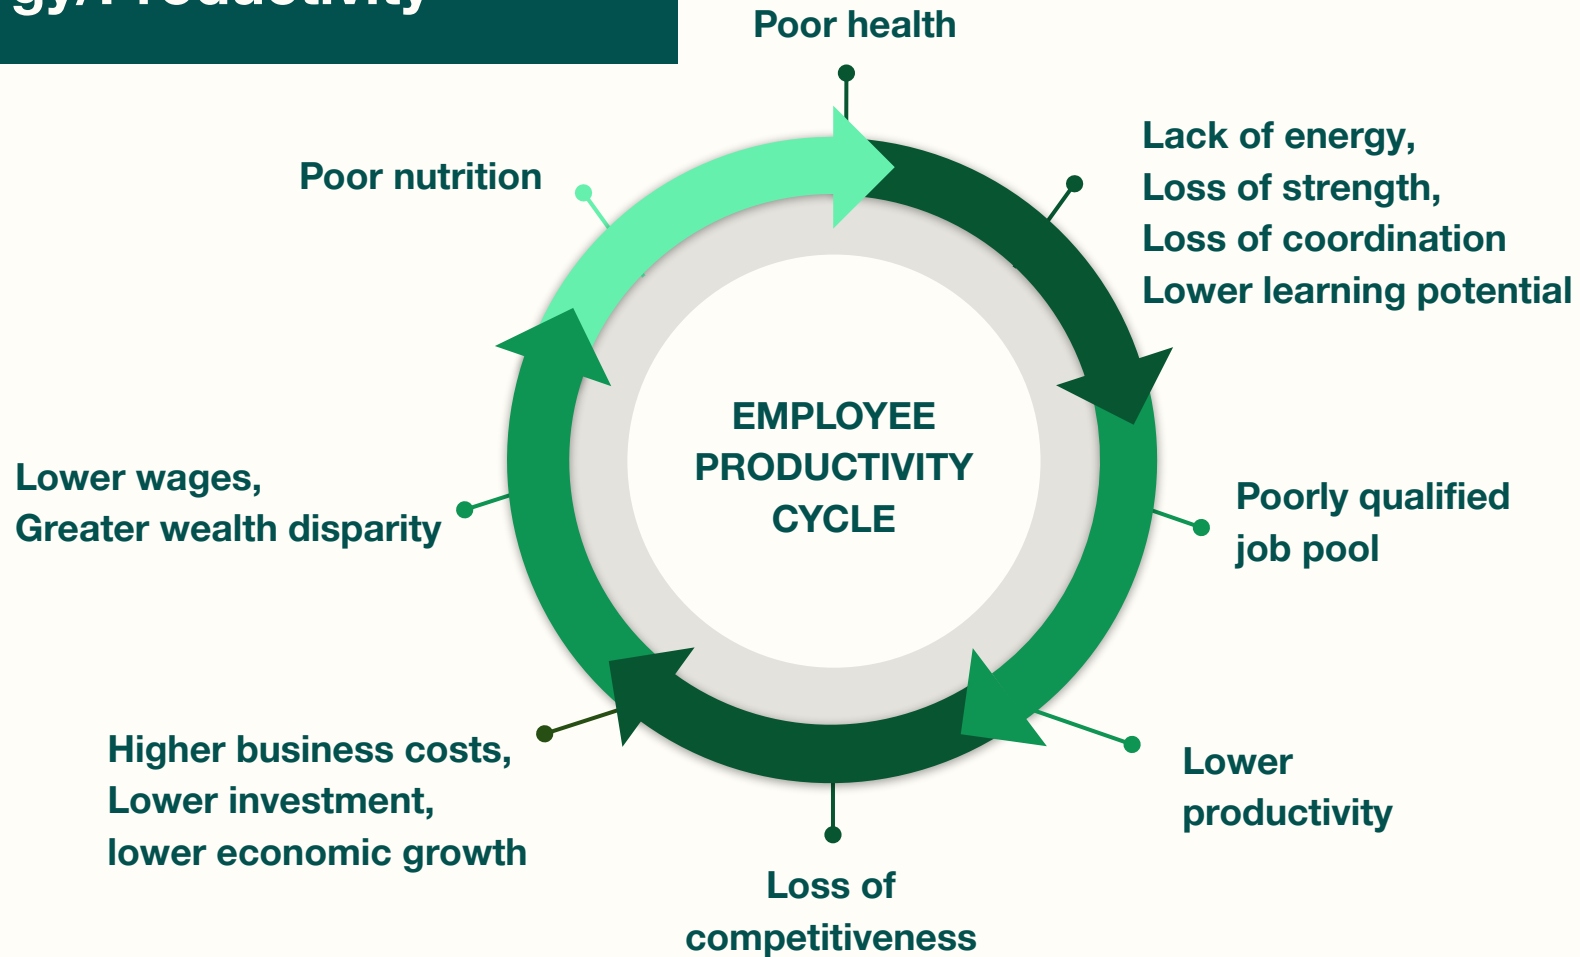 gy/Productivity
Poor health
Lack of energy,
Loss of strength,
Loss of coordination
Lower learning potential
Poor nutrition
EMPLOYEE
PRODUCTIVITY
CYCLE
Lower wages,
Greater wealth disparity
Poorly qualified
job pool
Higher business costs,
Lower investment,
lower economic growth
Lower
productivity
Loss of
competitiveness